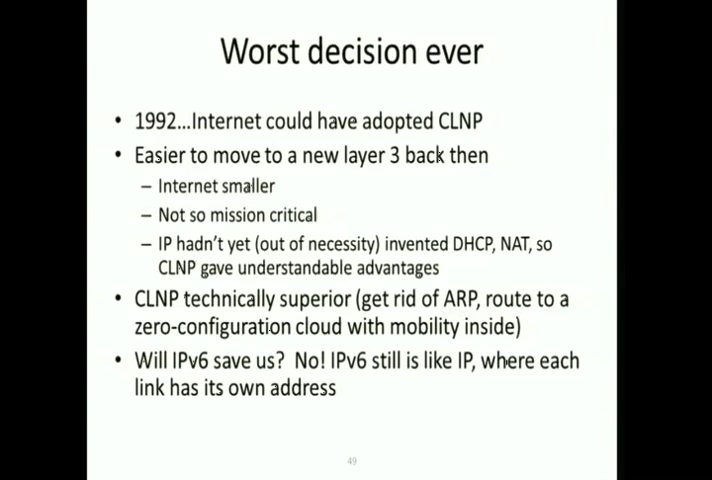 Worst decision ever
• 1992...Internet could have adopted CLNP
• Easier to move to a new layer 3 back then
– Internet smaller
– Not so mission critical
– IP hadn't yet (out of necessity) invented DHCP, NAT, so
CLNP gave understandable advantages
• CLNP technically superior (get rid of ARP, route to a
zero-configuration cloud with mobility inside)
• Will IPv6 save us? No! IPv6 still is like IP, where each
link has its own address
49